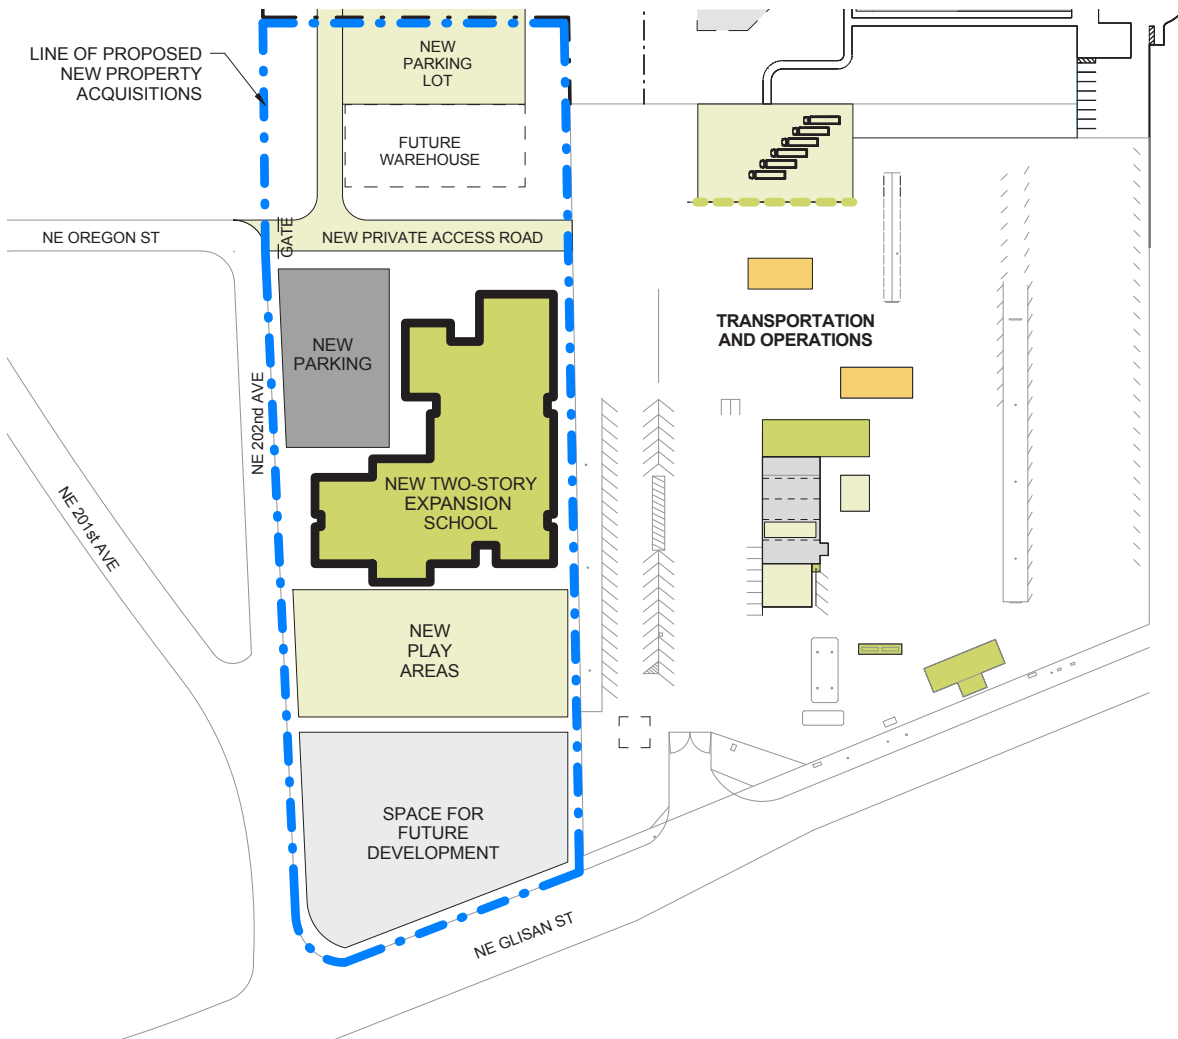 LINE OF PROPOSED
NEW PROPERTY
ACQUISITIONS
NEW
PARKING
LOT
FUTURE
WAREHOUSE
NE OREGON ST
GATE
NEW PRIVATE ACCESS ROAD
TRANSPORTATION
AND OPERATIONS
NEW
PARKING
NE 202nd AVE
NE 201st AVE
NEW TWO-STORY
EXPANSION
SCHOOL
NEW
PLAY
AREAS
SPACE FOR
FUTURE
DEVELOPMENT
NE GLISAN ST